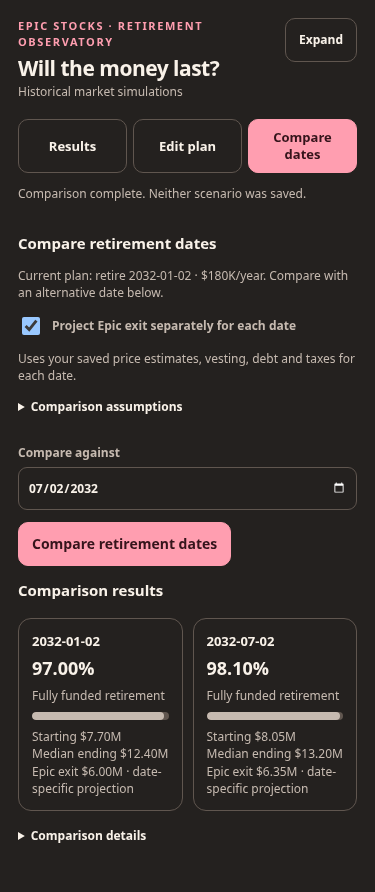 EPIC STOCKS · RETIREMENT
OBSERVATORY
Expand
Will the money last?
Historical market simulations
Results
Edit plan
Compare
dates
Comparison complete. Neither scenario was saved.
Compare retirement dates
Current plan: retire 2032-01-02 · $180K/year. Compare with
an alternative date below.
Project Epic exit separately for each date
Uses your saved price estimates, vesting, debt and taxes for
each date.
Comparison assumptions
Compare against
07/02/2032
Compare retirement dates
Comparison results
2032-01-02
97.00%
Fully funded retirement
Starting $7.70M
Median ending $12.40M
Epic exit $6.00M · date-
specific projection
2032-07-02
98.10%
Fully funded retirement
Starting $8.05M
Median ending $13.20M
Epic exit $6.35M · date-
specific projection
Comparison details